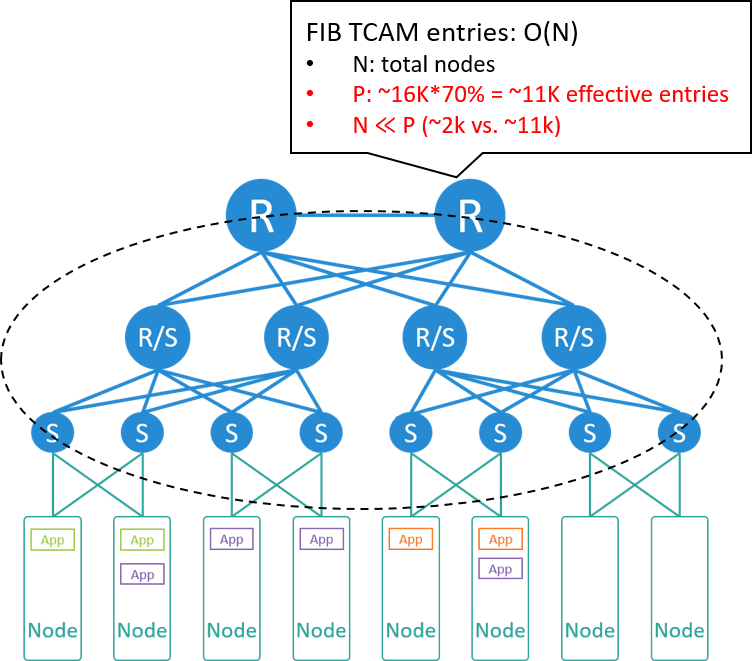 FIB TCAM entries: O(N)
• N: total nodes
• P: ~16K*70% = ~11K effective entries
• N ≪ P (~2k vs. ~11k)
R R
R/S R/S R/S R/S
S S S S S S S S
App App App App App App
App App
Node Node Node Node Node Node Node Node